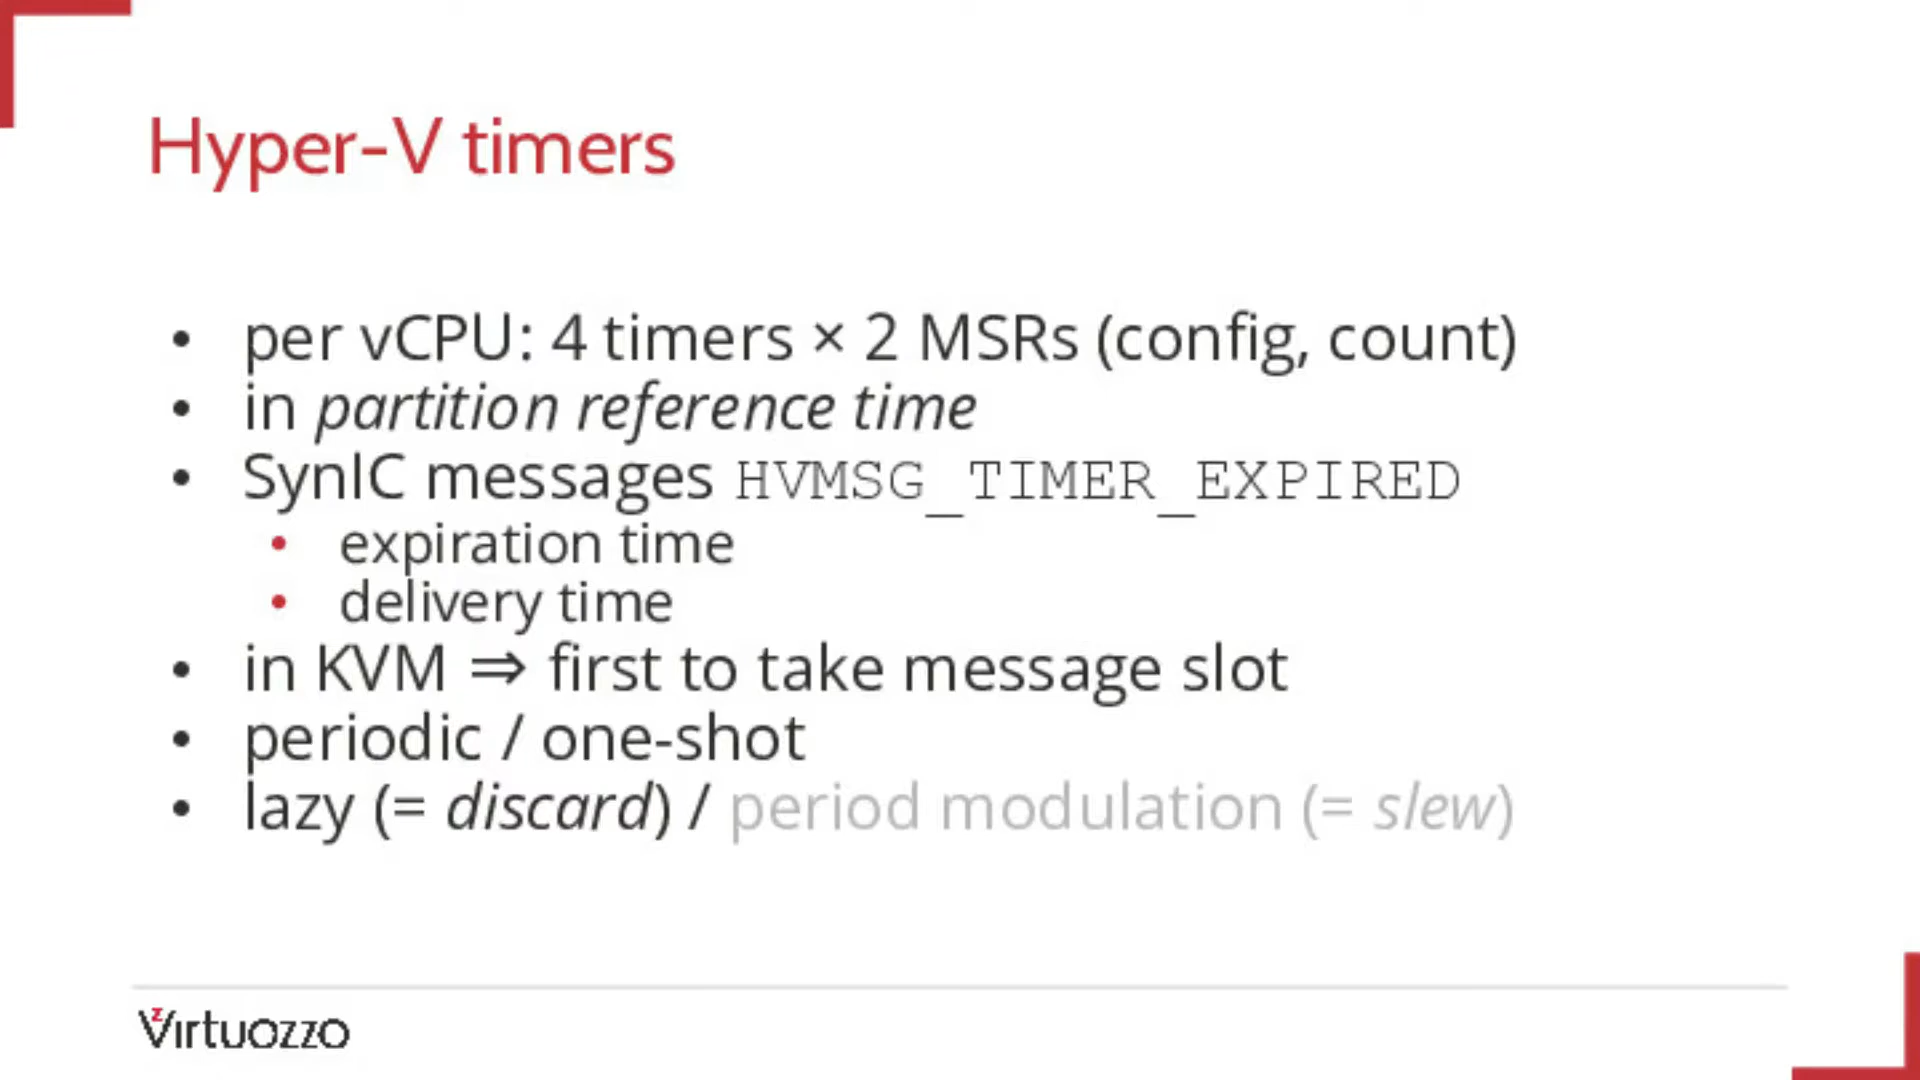 Hyper-V timers
• per vCPU: 4 timers × 2 MSRs (config, count)
• in partition reference time
• SynIC messages HVMSG_TIMER_EXPIRED
• expiration time
• delivery time
• in KVM ⇒ first to take message slot
• periodic / one-shot
• lazy (= discard) / period modulation (= slew)
Virtuozzo